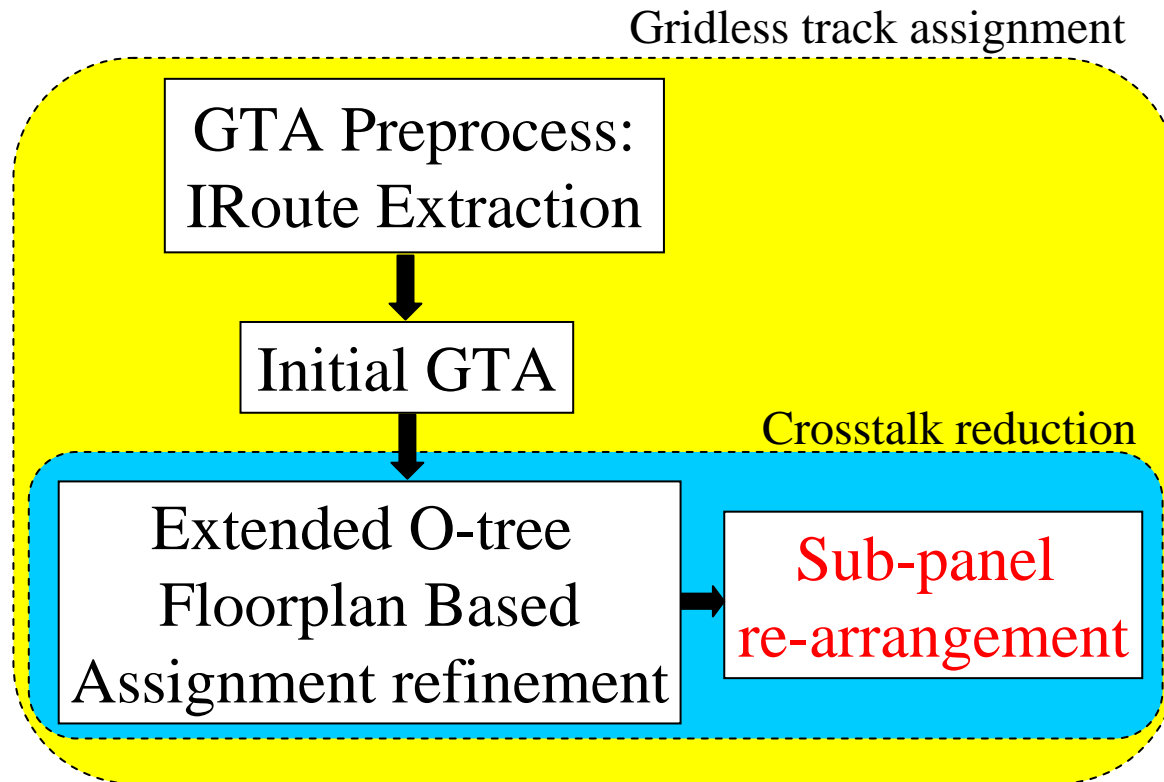 Gridless track assignment
GTA Preprocess:
IRoute Extraction
Initial GTA
Crosstalk reduction
Extended O-tree
Floorplan Based
Assignment refinement
Sub-panel
re-arrangement